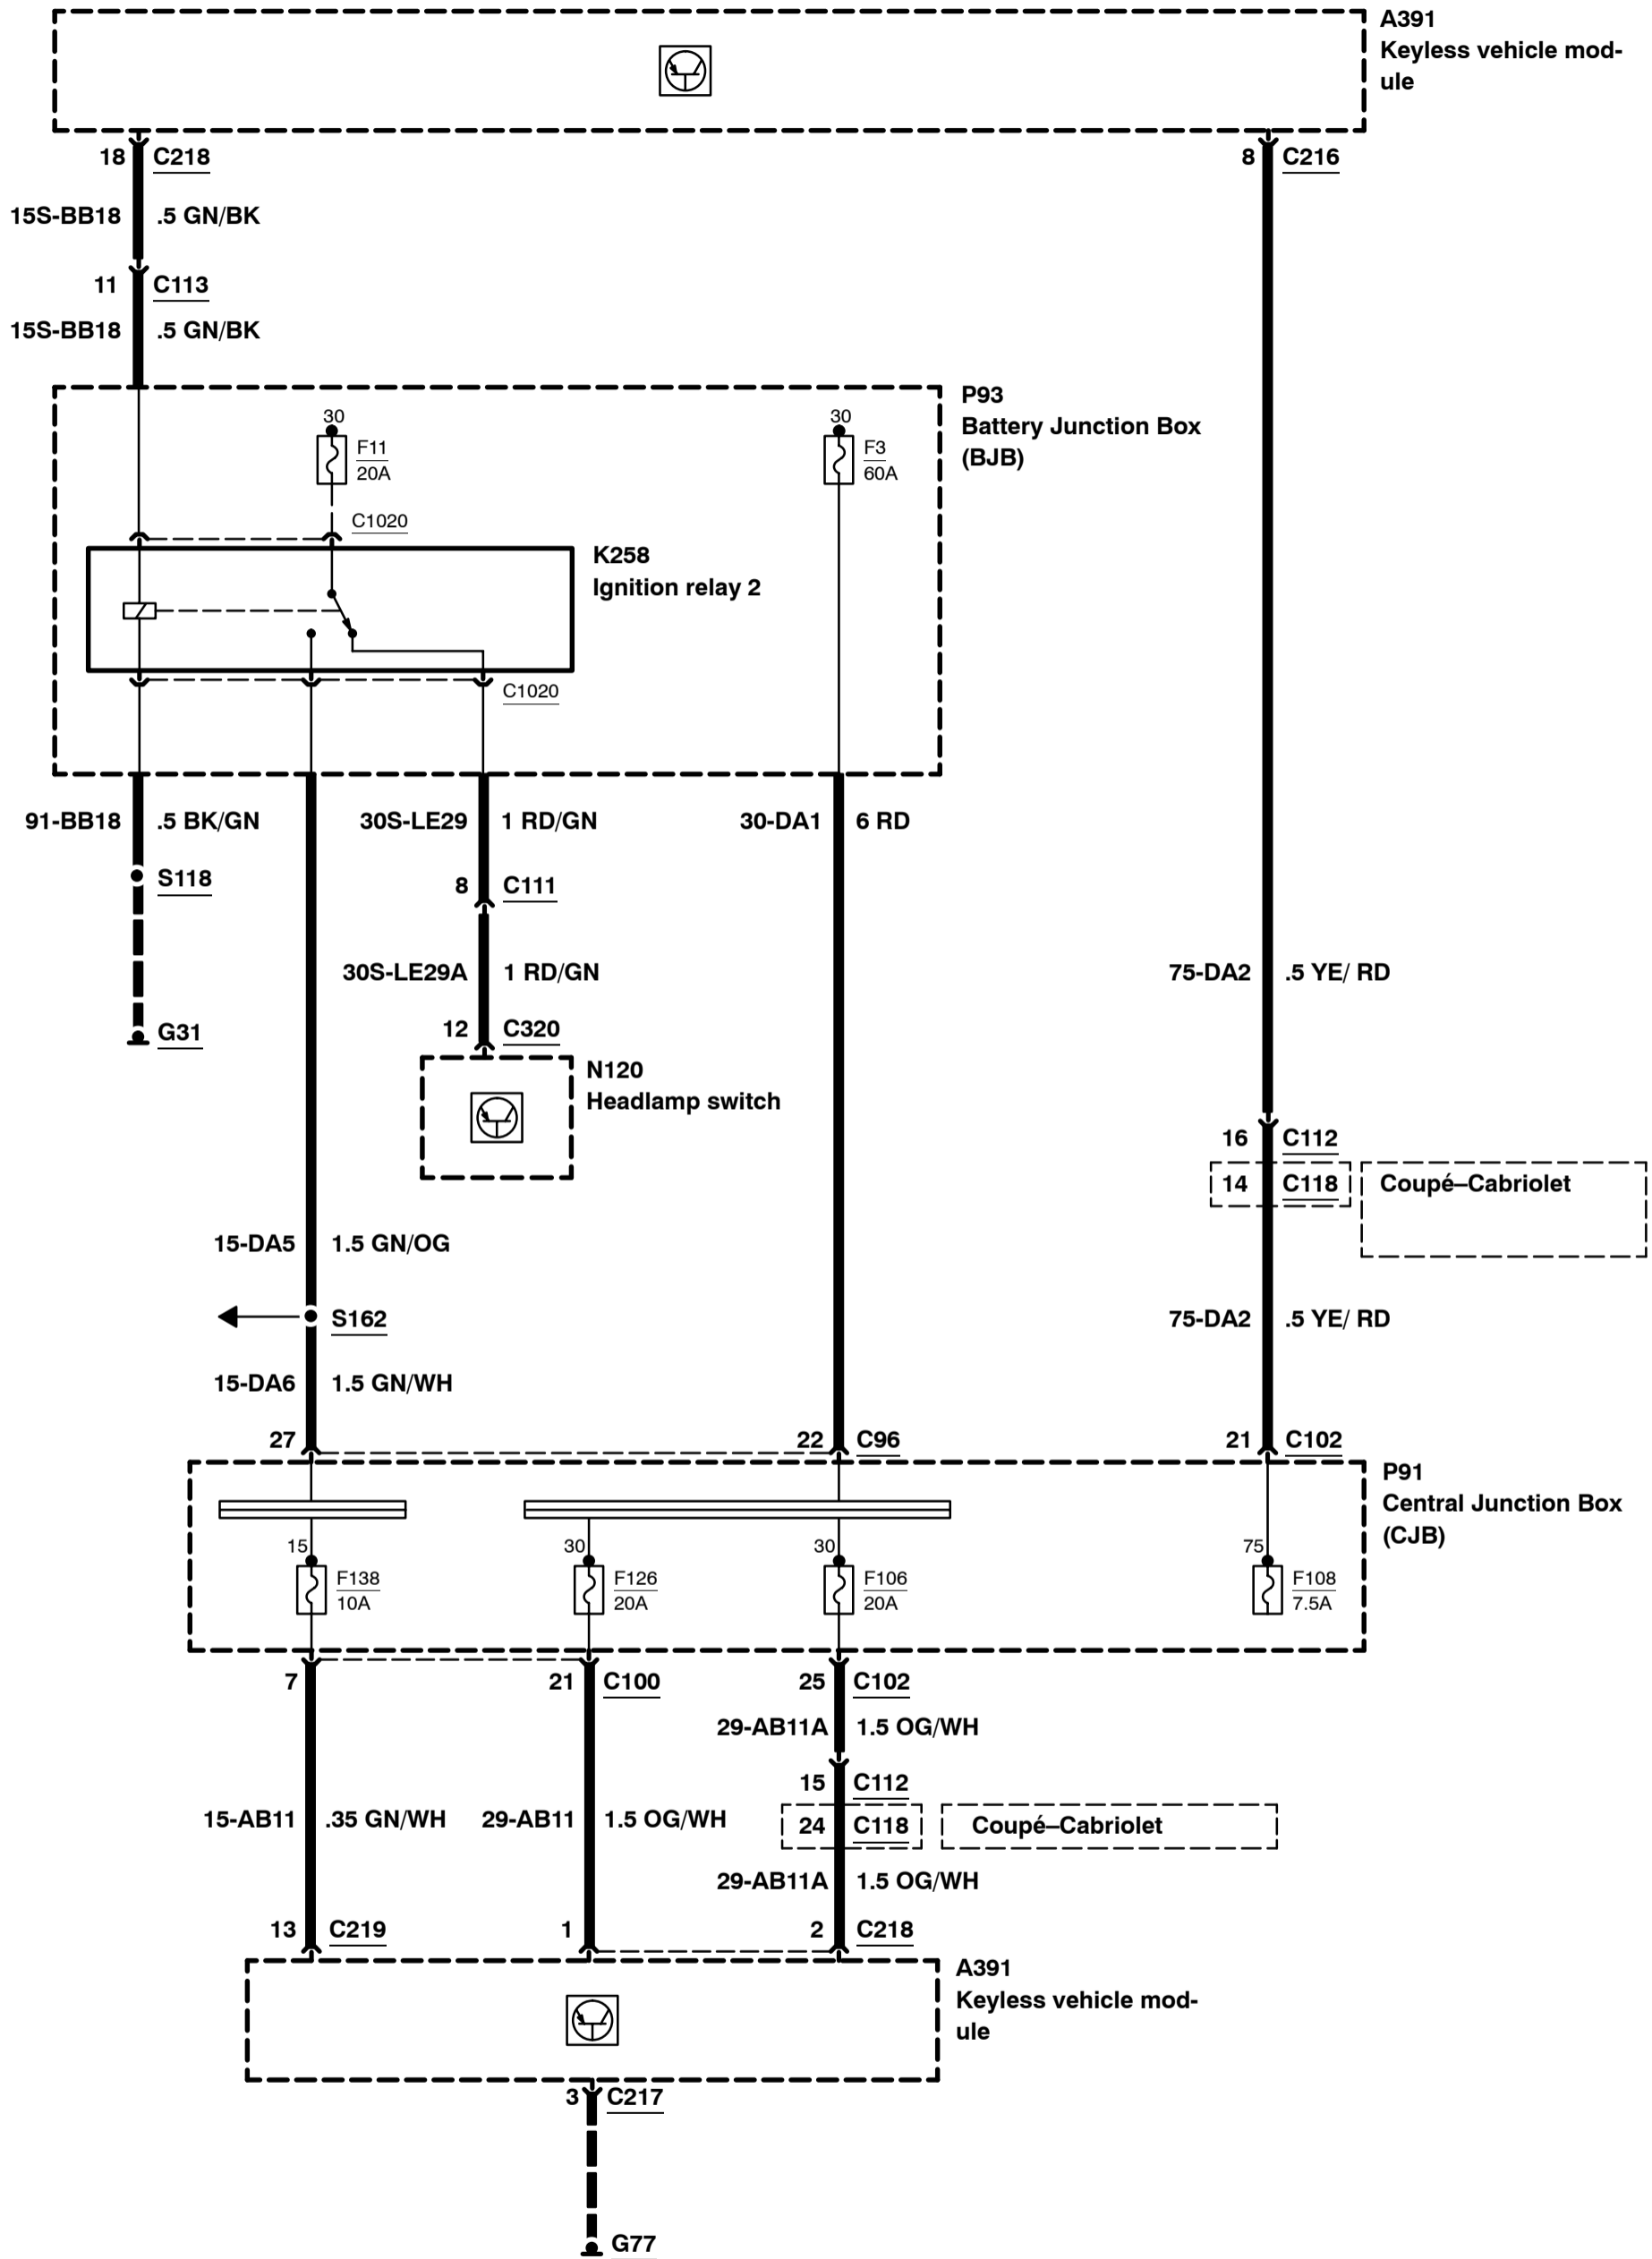 A391
Keyless vehicle mod-
ule
18 C218
8 C216
15S-BB18 .5 GN/BK
11 C113
15S-BB18 .5 GN/BK
P93
Battery Junction Box
(BJB)
30
F11
20A
30
F3
60A
C1020
K258
Ignition relay 2
C1020
91-BB18 .5 BK/GN
30S-LE29 1 RD/GN
30-DA1 6 RD
S118
8 C111
30S-LE29A 1 RD/GN
75-DA2 .5 YE/ RD
G31
12 C320
N120
Headlamp switch
16 C112
14 C118 Coupé–Cabriolet
15-DA5 1.5 GN/OG
S162
75-DA2 .5 YE/ RD
15-DA6 1.5 GN/WH
27
22 C96
21 C102
P91
Central Junction Box
(CJB)
15
F138
10A
30
F126
20A
30
F106
20A
75
F108
7.5A
7
21 C100
25 C102
29-AB11A 1.5 OG/WH
15 C112
15-AB11 .35 GN/WH
29-AB11 1.5 OG/WH
24 C118 Coupé–Cabriolet
29-AB11A 1.5 OG/WH
13 C219
1
2 C218
A391
Keyless vehicle mod-
ule
3 C217
G77